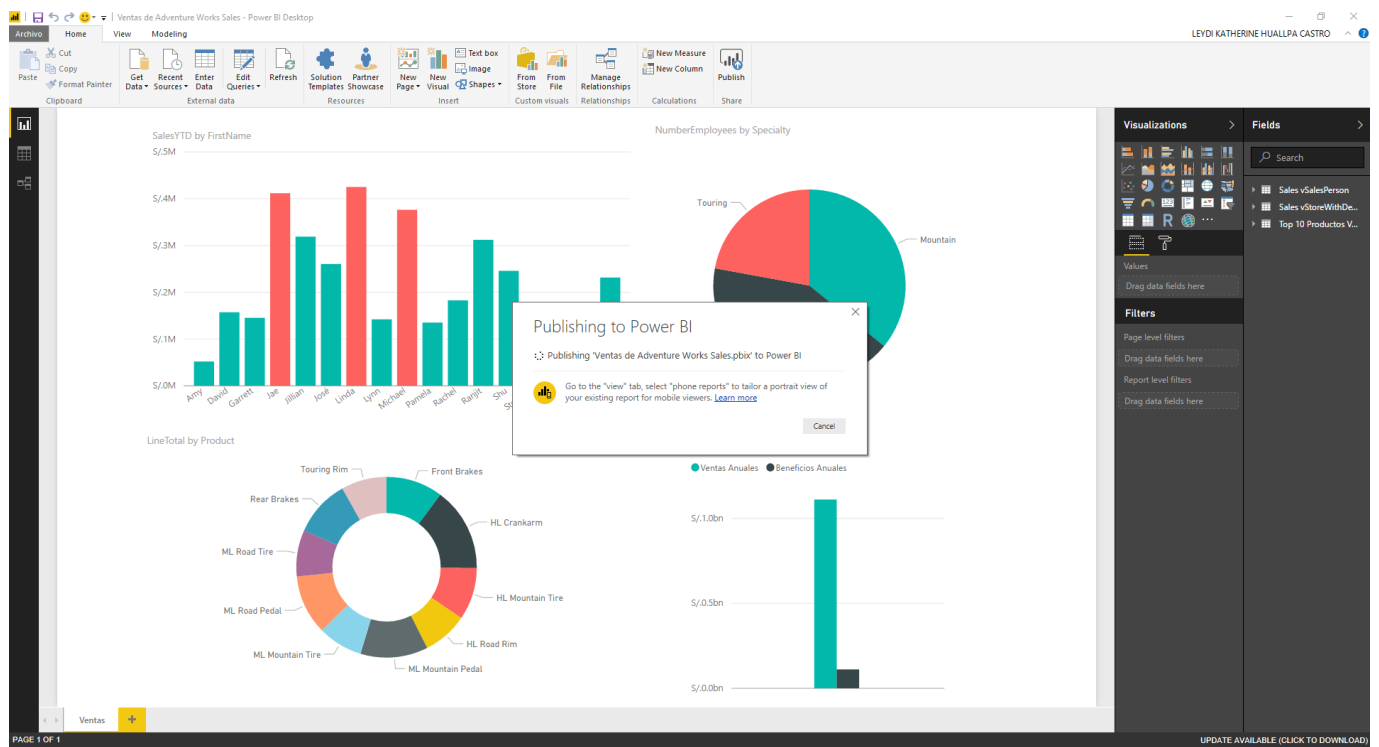 Ventas de Adventure Works Sales - Power BI Desktop
Archivo Home View Modeling LEYDI KATHERINE HUALLPA CASTRO
Paste
Cut
Copy
Format Painter
Clipboard
Get Data
Recent Sources
Enter Data
Edit Queries
External data
Refresh
Solution Templates
Partner Showcase
Resources
New Page
New Visual
Text box
Image
Shapes
Insert
From Store
From File
Custom visuals
Manage Relationships
Relationships
New Measure
New Column
Calculations
Publish
Share
SalesYTD by FirstName
S/.5M
S/.4M
S/.3M
S/.2M
S/.1M
S/.0M
Amy David Garrett Jae Jillian José Linda Lynn Michael Pamela Rachel Ranjit Shu
NumberEmployees by Specialty
Touring
Mountain
Publishing to Power BI
Publishing 'Ventas de Adventure Works Sales.pbix' to Power BI
Go to the "view" tab, select "phone reports" to tailor a portrait view of
your existing report for mobile viewers. Learn more
Cancel
LineTotal by Product
Touring Rim
Front Brakes
Rear Brakes
HL Crankarm
ML Road Tire
HL Mountain Tire
ML Road Pedal
HL Road Rim
ML Mountain Tire
ML Mountain Pedal
Ventas Anuales Beneficios Anuales
S/.1.0bn
S/.0.5bn
S/.0.0bn
Visualizations
Values
Drag data fields here
Filters
Page level filters
Drag data fields here
Report level filters
Drag data fields here
Fields
Search
Sales vSalesPerson
Sales vStoreWithDe...
Top 10 Productos V...
Ventas
PAGE 1 OF 1
UPDATE AVAILABLE (CLICK TO DOWNLOAD)